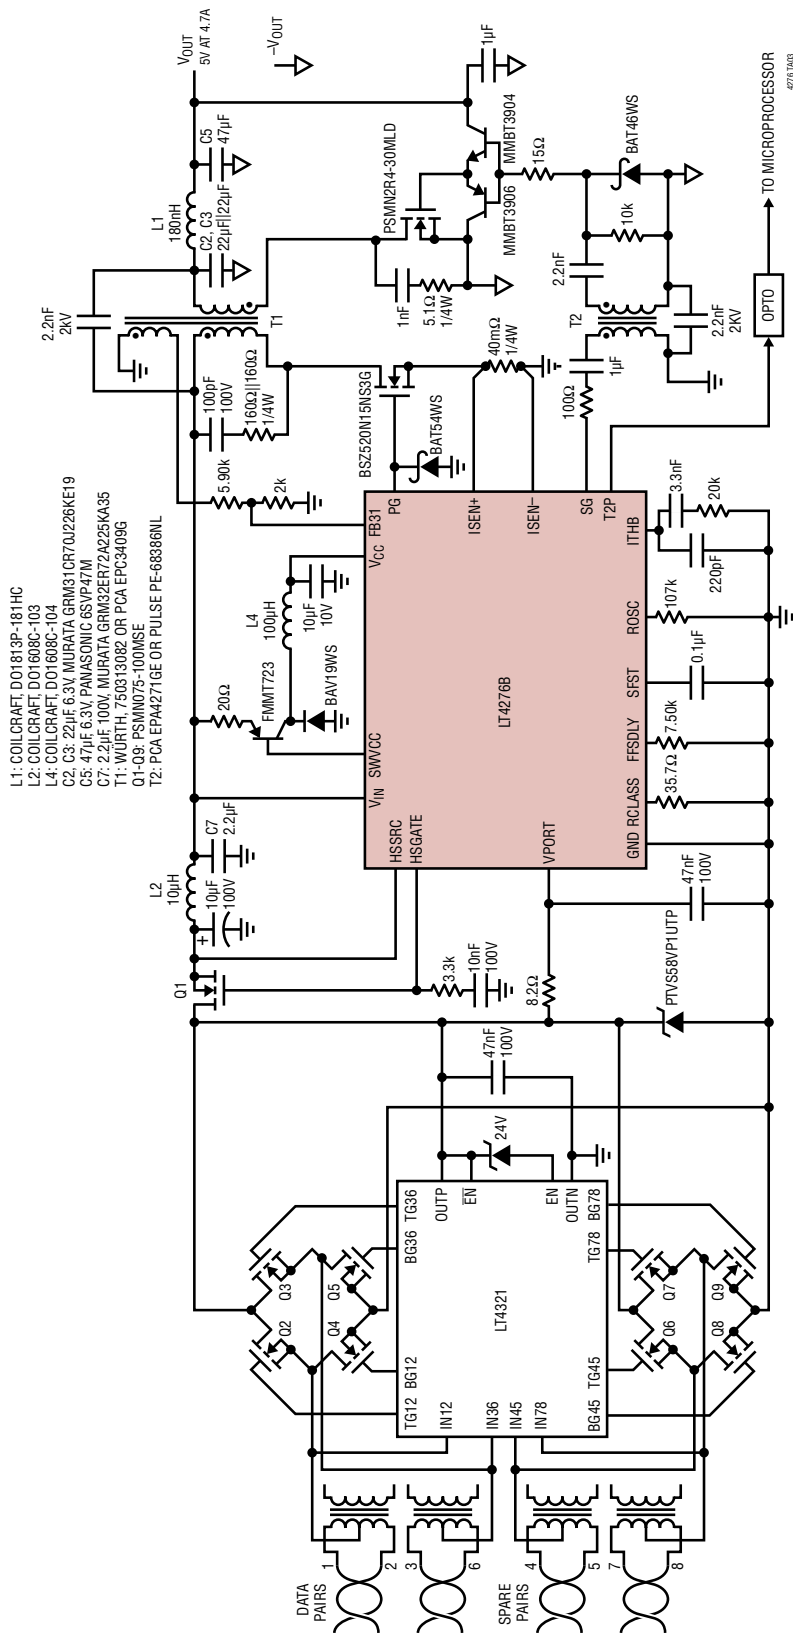 L1: COILCRAFT, DO1813P-181HC
L2: COILCRAFT, DO1608C-103
L4: COILCRAFT, DO1608C-104
C2, C3: 22µF, 6.3V, MURATA GRM31CR70J226KE19
C5: 47µF, 6.3V, PANASONIC 6SVP47M
C7: 2.2µF, 100V, MURATA GRM32ER72A225KA35
T1: WÜRTH, 750313082 OR PCA EPC3409G
Q1-Q9: PSMN075-100MSE
T2: PCA EPA4271GE OR PULSE PE-68386NL
DATA
PAIRS
1
2
3
6
SPARE
PAIRS
4
5
7
8
Q2
Q3
Q4
Q5
TG12
BG12
BG36
TG36
IN12
IN36
IN45
IN78
LT4321
OUTP
EN
EN
OUTN
BG45
TG45
TG78
BG78
Q6
Q7
Q8
Q9
24V
47nF
100V
Q1
3.3k
10nF
100V
8.2Ω
PTVS58VP1UTP
+
10µF
100V
L2
10µH
C7
2.2µF
47nF
100V
HSSRC
HSGATE
VPORT
GND
RCLASS
35.7Ω
FFSDLY
7.50k
SFST
0.1µF
ROSC
107k
ITHB
220pF
3.3nF
20k
LT4276B
VIN
SWVCC
VCC
FB31
20Ω
FMMT723
BAV19WS
L4
100µH
10µF
10V
5.90k
2k
PG
ISEN+
ISEN–
SG
T2P
BAT54WS
BSZ520N15NS3G
100pF
100V
160Ω||160Ω
1/4W
40mΩ
1/4W
100Ω
1µF
2.2nF
2kV
T1
C2, C3
22µF||22µF
L1
180nH
C5
47µF
VOUT
5V AT 4.7A
–VOUT
1µF
1nF
5.1Ω
1/4W
PSMN2R4-30MLD
MMBT3906
MMBT3904
15Ω
T2
2.2nF
10k
BAT46WS
2.2nF
2KV
OPTO
TO MICROPROCESSOR
4276 TA03